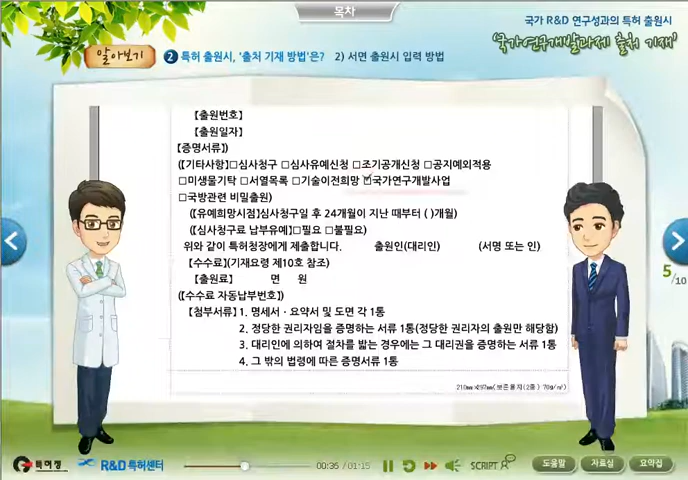 목차
국가 R&D 연구성과의 특허 출원시
'국가연구개발과제 출처 기재'
알아보기
2 특허 출원시, '출처 기재 방법'은? 2) 서면 출원시 입력 방법
【출원번호】
【출원일자】
【증명서류】)
(【기타사항】□심사청구 □심사유예신청 □조기공개신청 □공지예외적용
□미생물기탁 □서열목록 □기술이전희망 ☑국가연구개발사업
□국방관련 비밀출원)
(【유예희망시점】심사청구일 후 24개월이 지난 때부터 ( )개월)
(【심사청구료 납부유예】□필요 □불필요)
위와 같이 특허청장에게 제출합니다. 출원인(대리인) (서명 또는 인)
【수수료】(기재요령 제10호 참조)
【출원료】 면 원
(【수수료 자동납부번호】)
【첨부서류】 1. 명세서ㆍ요약서 및 도면 각 1통
2. 정당한 권리자임을 증명하는 서류 1통(정당한 권리자의 출원만 해당함)
3. 대리인에 의하여 절차를 밟는 경우에는 그 대리권을 증명하는 서류 1통
4. 그 밖의 법령에 따른 증명서류 1통
210㎜×297㎜(보존용지(2종) 70g/㎡)
5/10
특허청
R&D 특허센터
00:35 / 01:15
SCRIPT
도움말
자료실
요약집